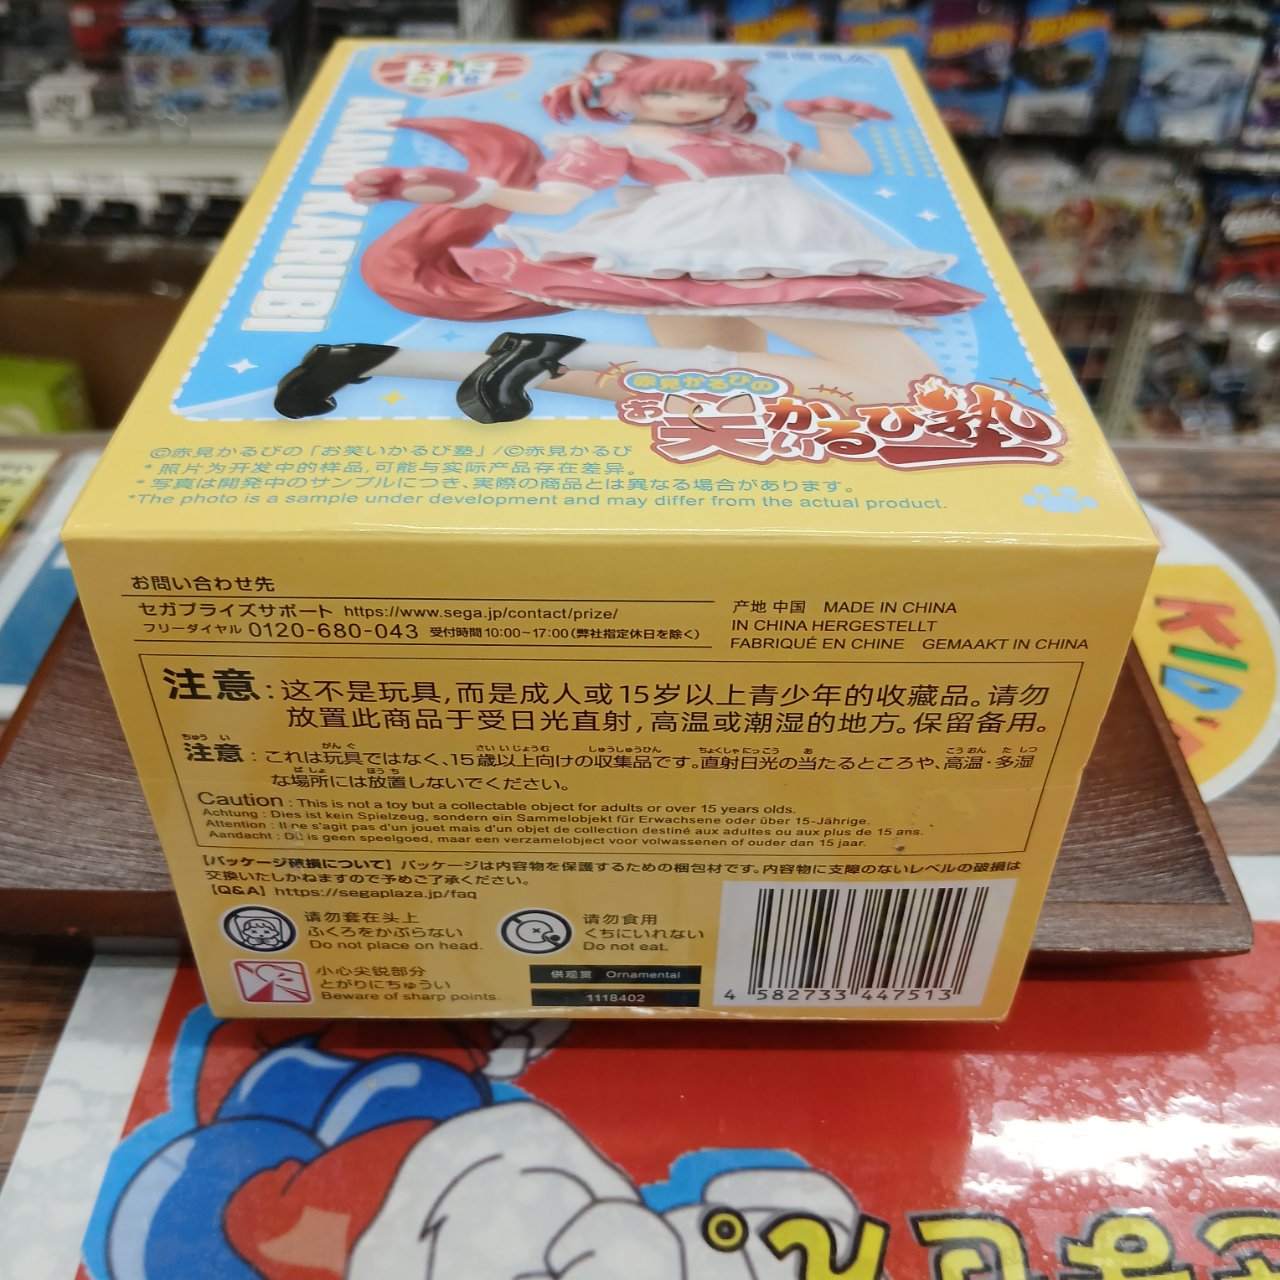 SEGA
AKAMI KARUBI
赤見かるびの
お笑いかるび塾
©赤見かるびの「お笑いかるび塾」/©赤見かるび
*照片为开发中的样品,可能与实际产品存在差异。
*写真は開発中のサンプルにつき、実際の商品とは異なる場合があります。
*The photo is a sample under development and may differ from the actual product.
お問い合わせ先
セガプライズサポート https://www.sega.jp/contact/prize/
フリーダイヤル 0120-680-043 受付時間10:00~17:00(弊社指定休日を除く)
产地 中国 MADE IN CHINA
IN CHINA HERGESTELLT
FABRIQUÉ EN CHINE GEMAAKT IN CHINA
注意:这不是玩具,而是成人或15岁以上青少年的收藏品。请勿
放置此商品于受日光直射,高温或潮湿的地方。保留备用。
注意:これは玩具ではなく、15歳以上向けの収集品です。直射日光の当たるところや、高温・多湿
な場所には放置しないでください。
Caution : This is not a toy but a collectable object for adults or over 15 years olds.
Achtung : Dies ist kein Spielzeug, sondern ein Sammelobjekt für Erwachsene oder über 15-Jährige.
Attention : Il ne s'agit pas d'un jouet mais d'un objet de collection destiné aux adultes ou aux plus de 15 ans.
Aandacht : Dit is geen speelgoed, maar een verzamelobject voor volwassenen of ouder dan 15 jaar.
【パッケージ破損について】パッケージは内容物を保護するための梱包材です。内容物に支障のないレベルの破損は
交換いたしかねますので予めご了承ください。
【Q&A】https://segaplaza.jp/faq
请勿套在头上
ふくろをかぶらない
Do not place on head.
请勿食用
くちにいれない
Do not eat.
小心尖锐部分
とがりにちゅうい
Beware of sharp points.
供观赏 Ornamental
1118402
4 582733 447513
KID'S